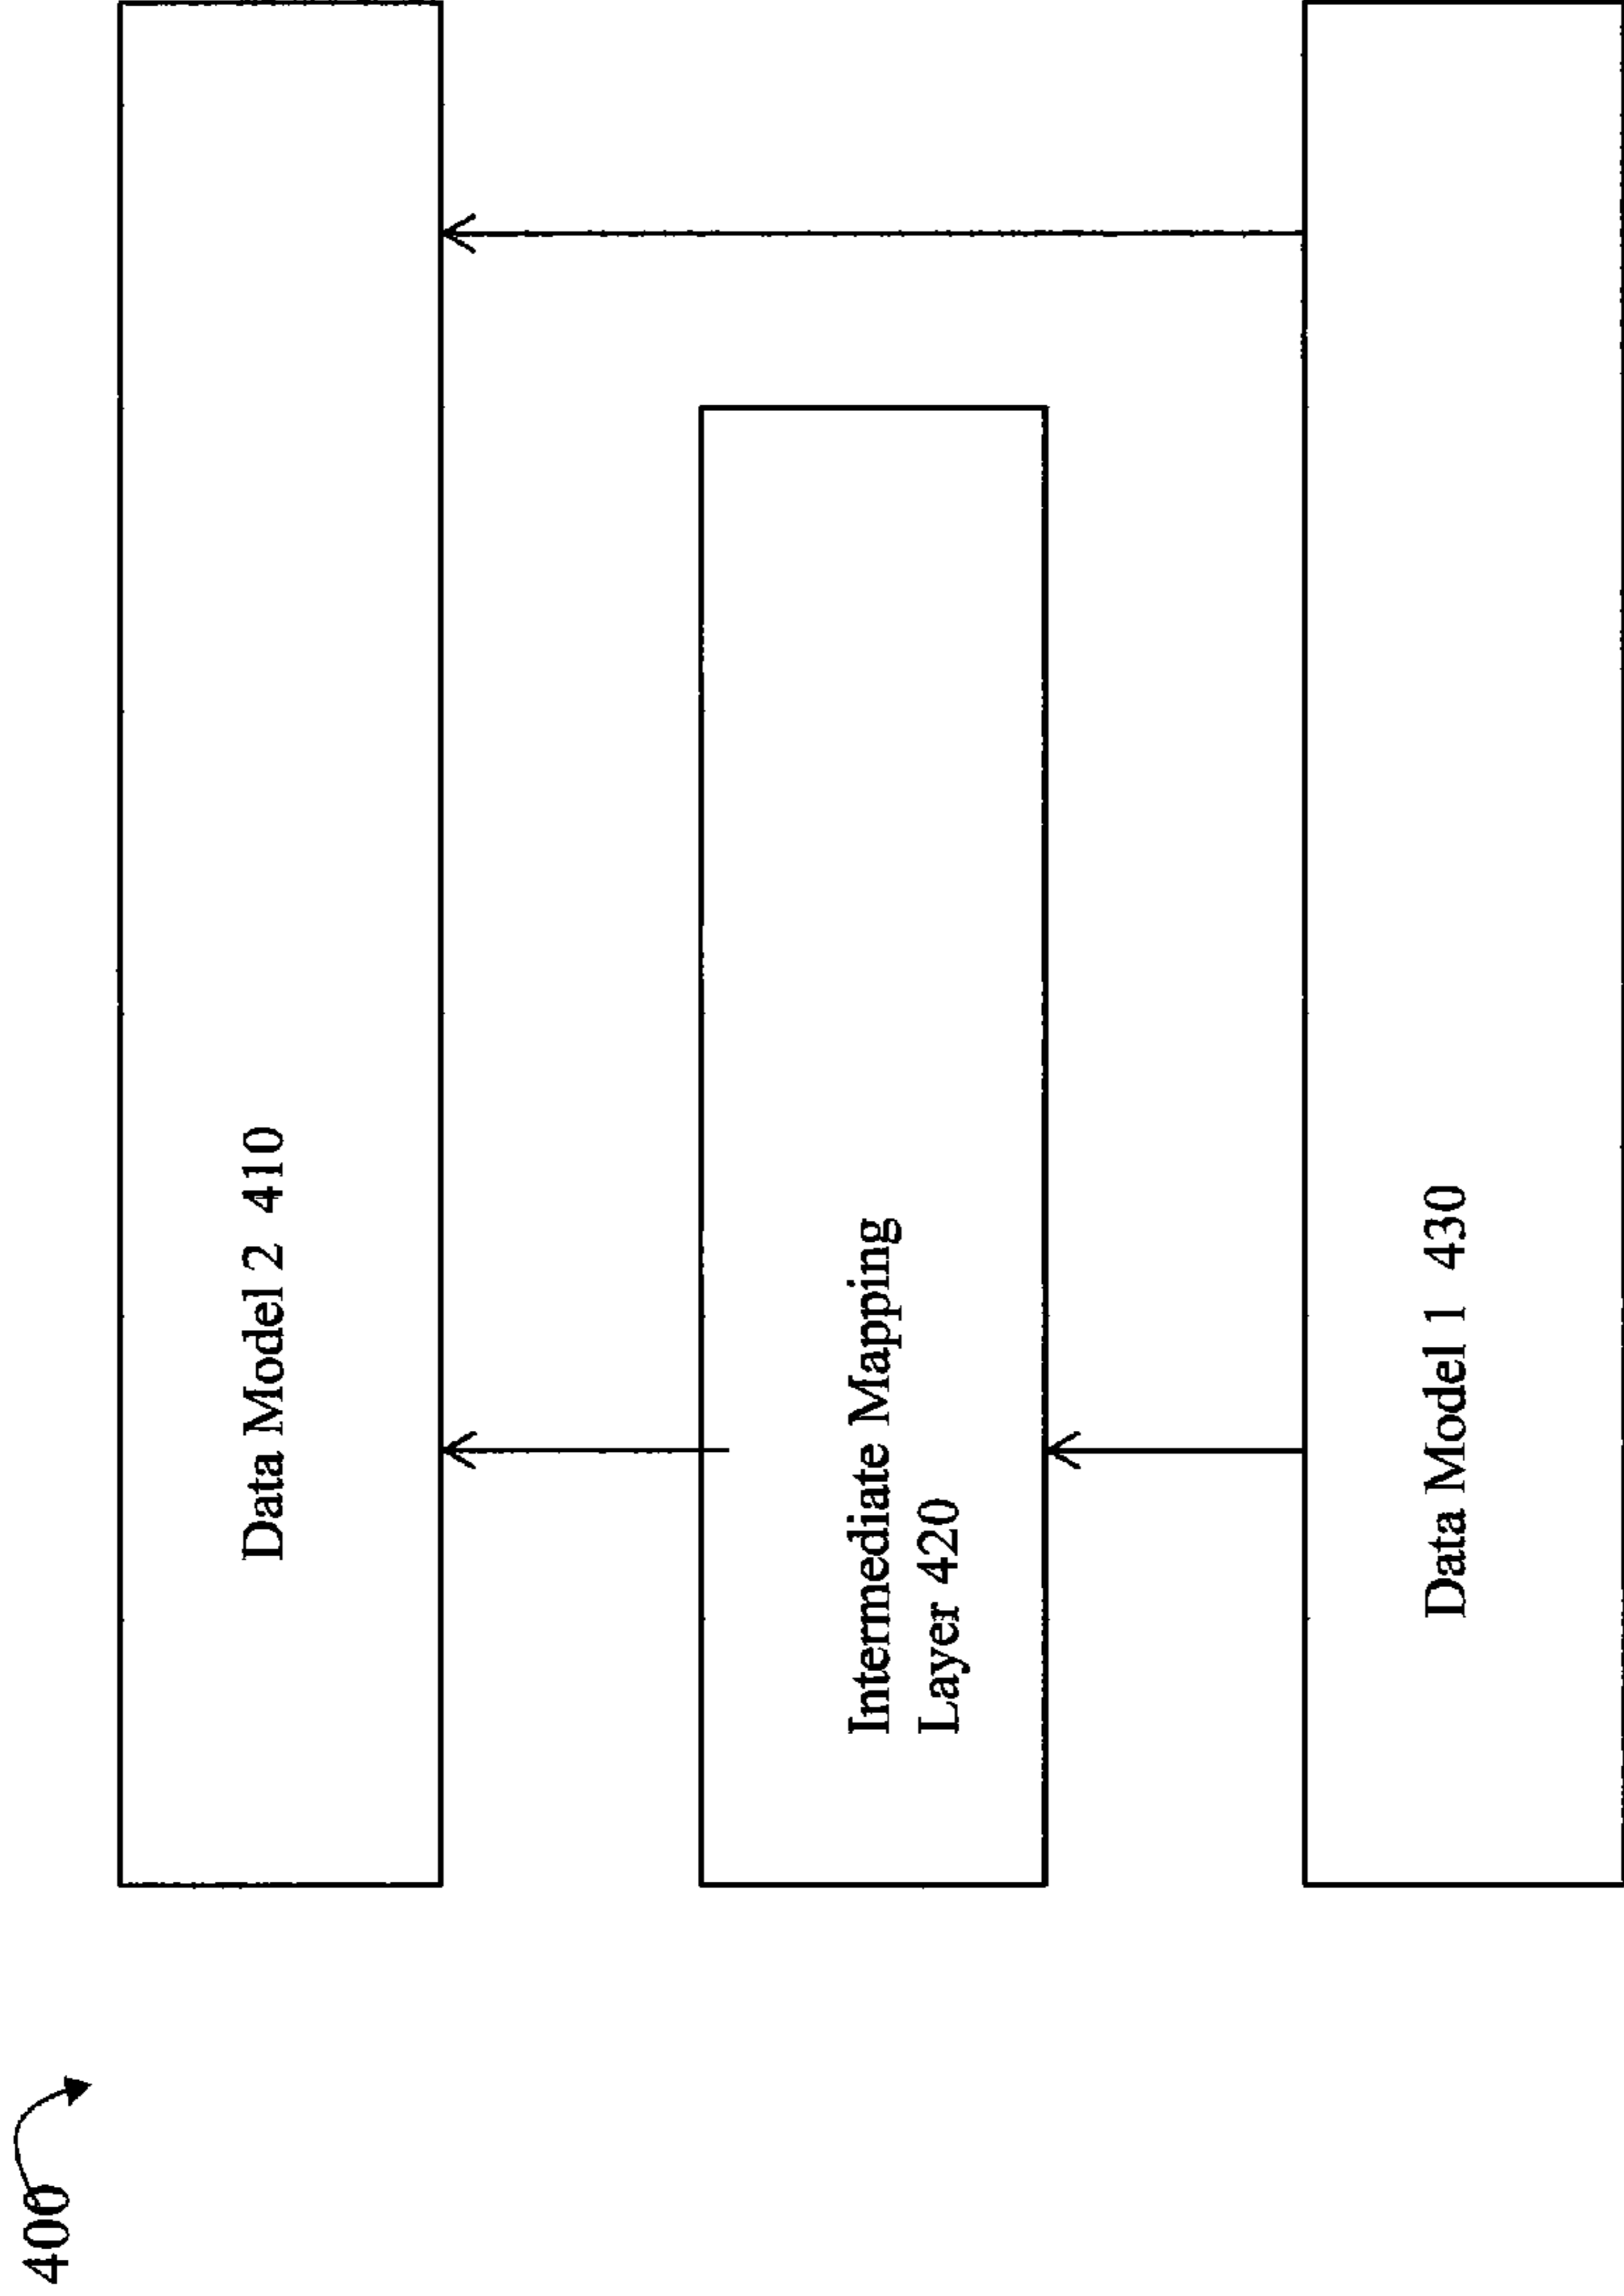 400
Data Model 2 410
Intermediate Mapping
Layer 420
Data Model 1 430